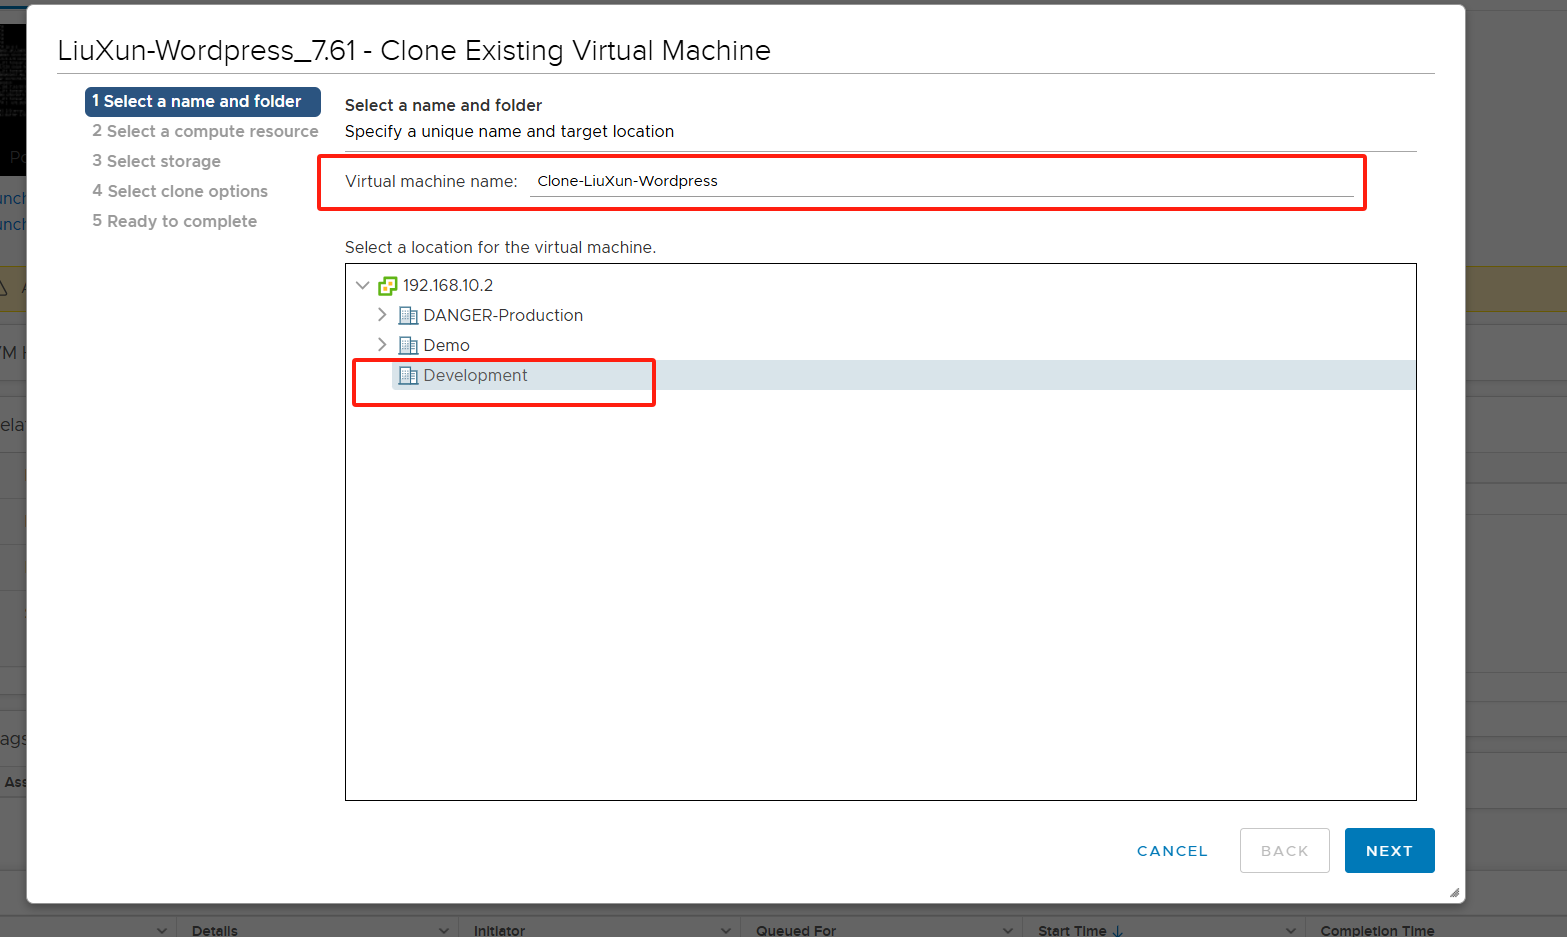 LiuXun-Wordpress_7.61 - Clone Existing Virtual Machine
1 Select a name and folder
2 Select a compute resource
3 Select storage
4 Select clone options
5 Ready to complete
Select a name and folder
Specify a unique name and target location
Virtual machine name: Clone-LiuXun-Wordpress
Select a location for the virtual machine.
192.168.10.2
DANGER-Production
Demo
Development
CANCEL BACK NEXT
Details Initiator Queued For Start Time Completion Time